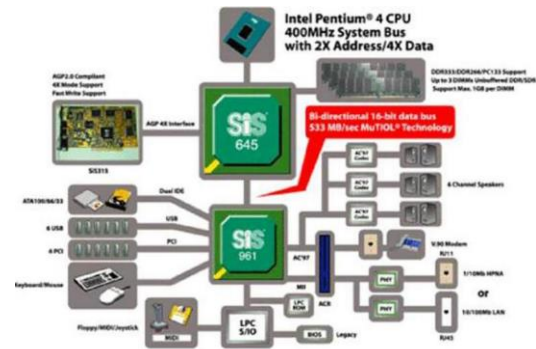 Intel Pentium® 4 CPU
400MHz System Bus
with 2X Address/4X Data
AGP2.0 Compliant
4X Mode Support
Fast Write Support
SiS315
AGP 4X Interface
SiS
645
DDR333/DDR266/PC133 Support
Up to 3 DIMMs Unbuffered DDR/SDR
Support Max. 1GB per DIMM
Bi-directional 16-bit data bus
533 MB/sec MuTIOL® Technology
ATA100/66/33
Dual IDE
6 USB
USB
PCI
Keyboard/Mouse
SiS
961
AC'97
Codec
AC'97
Codec
AC'97
Codec
6 Channel Speakers
AC'97
V.90 Modem
RJ11
MII
ACR
PHY
1/10Mb HPNA
or
PHY
10/100Mb LAN
RJ45
LPC
ROM
Floppy/MIDI/Joystick
MIDI
LPC
S/IO
BIOS
Legacy